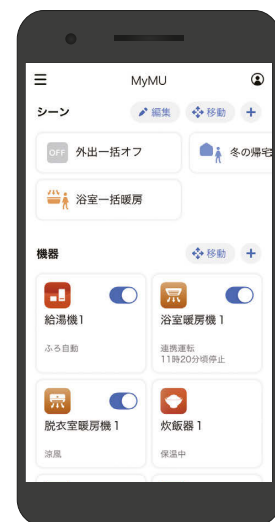 MyMU
シーン
編集
移動
OFF
外出一括オフ
冬の帰宅
浴室一括暖房
機器
移動
給湯機1
ふろ自動
浴室暖房機 1
連携運転
11時20分頃停止
脱衣室暖房機 1
涼風
炊飯器 1
保温中